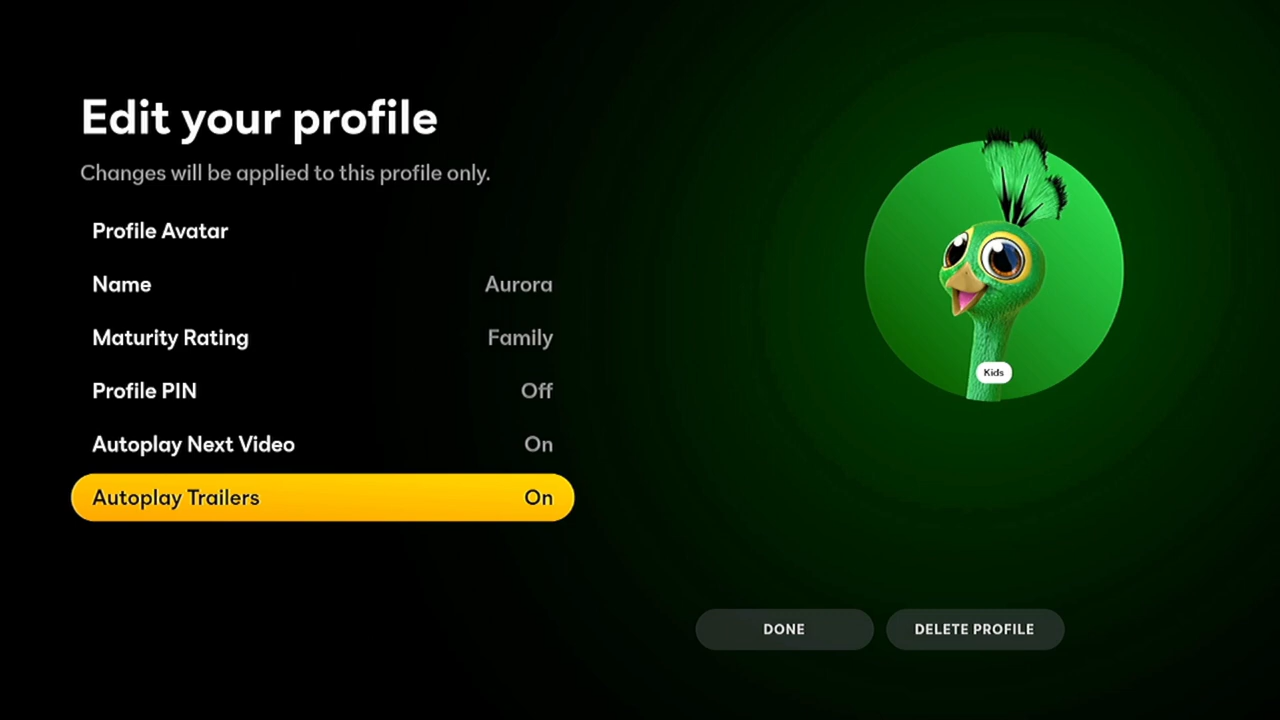 Edit your profile
Changes will be applied to this profile only.
Profile Avatar
Name Aurora
Maturity Rating Family
Profile PIN Off
Autoplay Next Video On
Autoplay Trailers On
Kids
DONE DELETE PROFILE